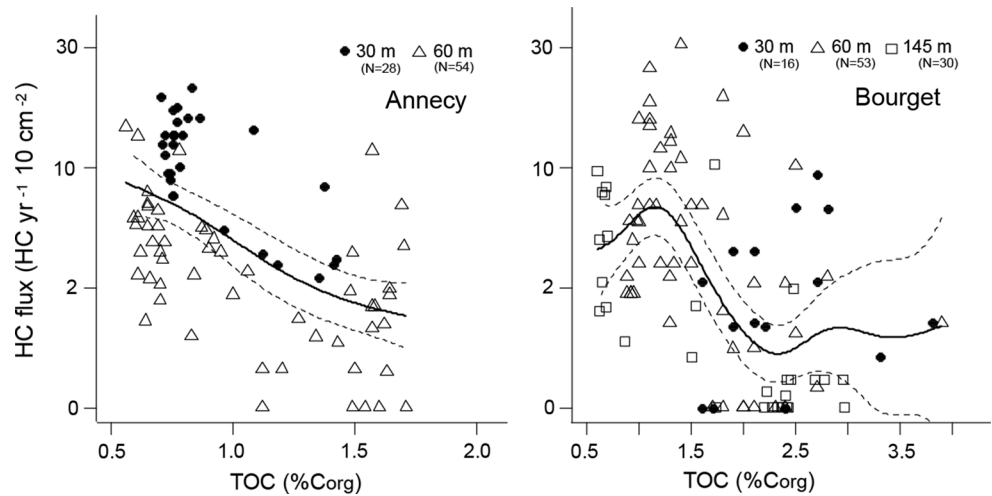 30 m 60 m
(N=28) (N=54)
Annecy
HC flux (HC yr -1 10 cm -2)
30
10
2
0
0.5 1.0 1.5 2.0
TOC (%Corg)
30 m 60 m 145 m
(N=16) (N=53) (N=30)
Bourget
30
10
2
0
0.5 1.5 2.5 3.5
TOC (%Corg)